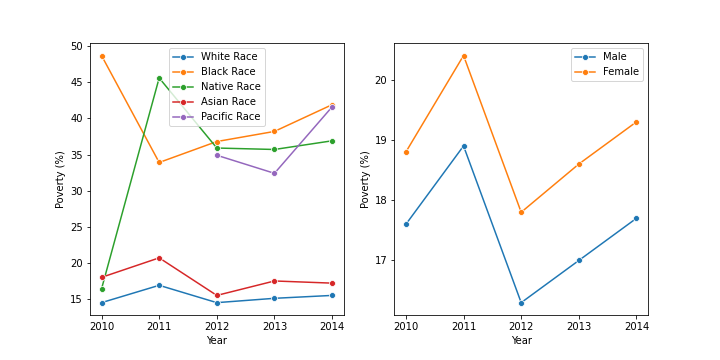 50
45
40
35
30
25
20
15
Poverty (%)
White Race
Black Race
Native Race
Asian Race
Pacific Race
2010 2011 2012 2013 2014
Year
20
19
18
17
Poverty (%)
Male
Female
2010 2011 2012 2013 2014
Year